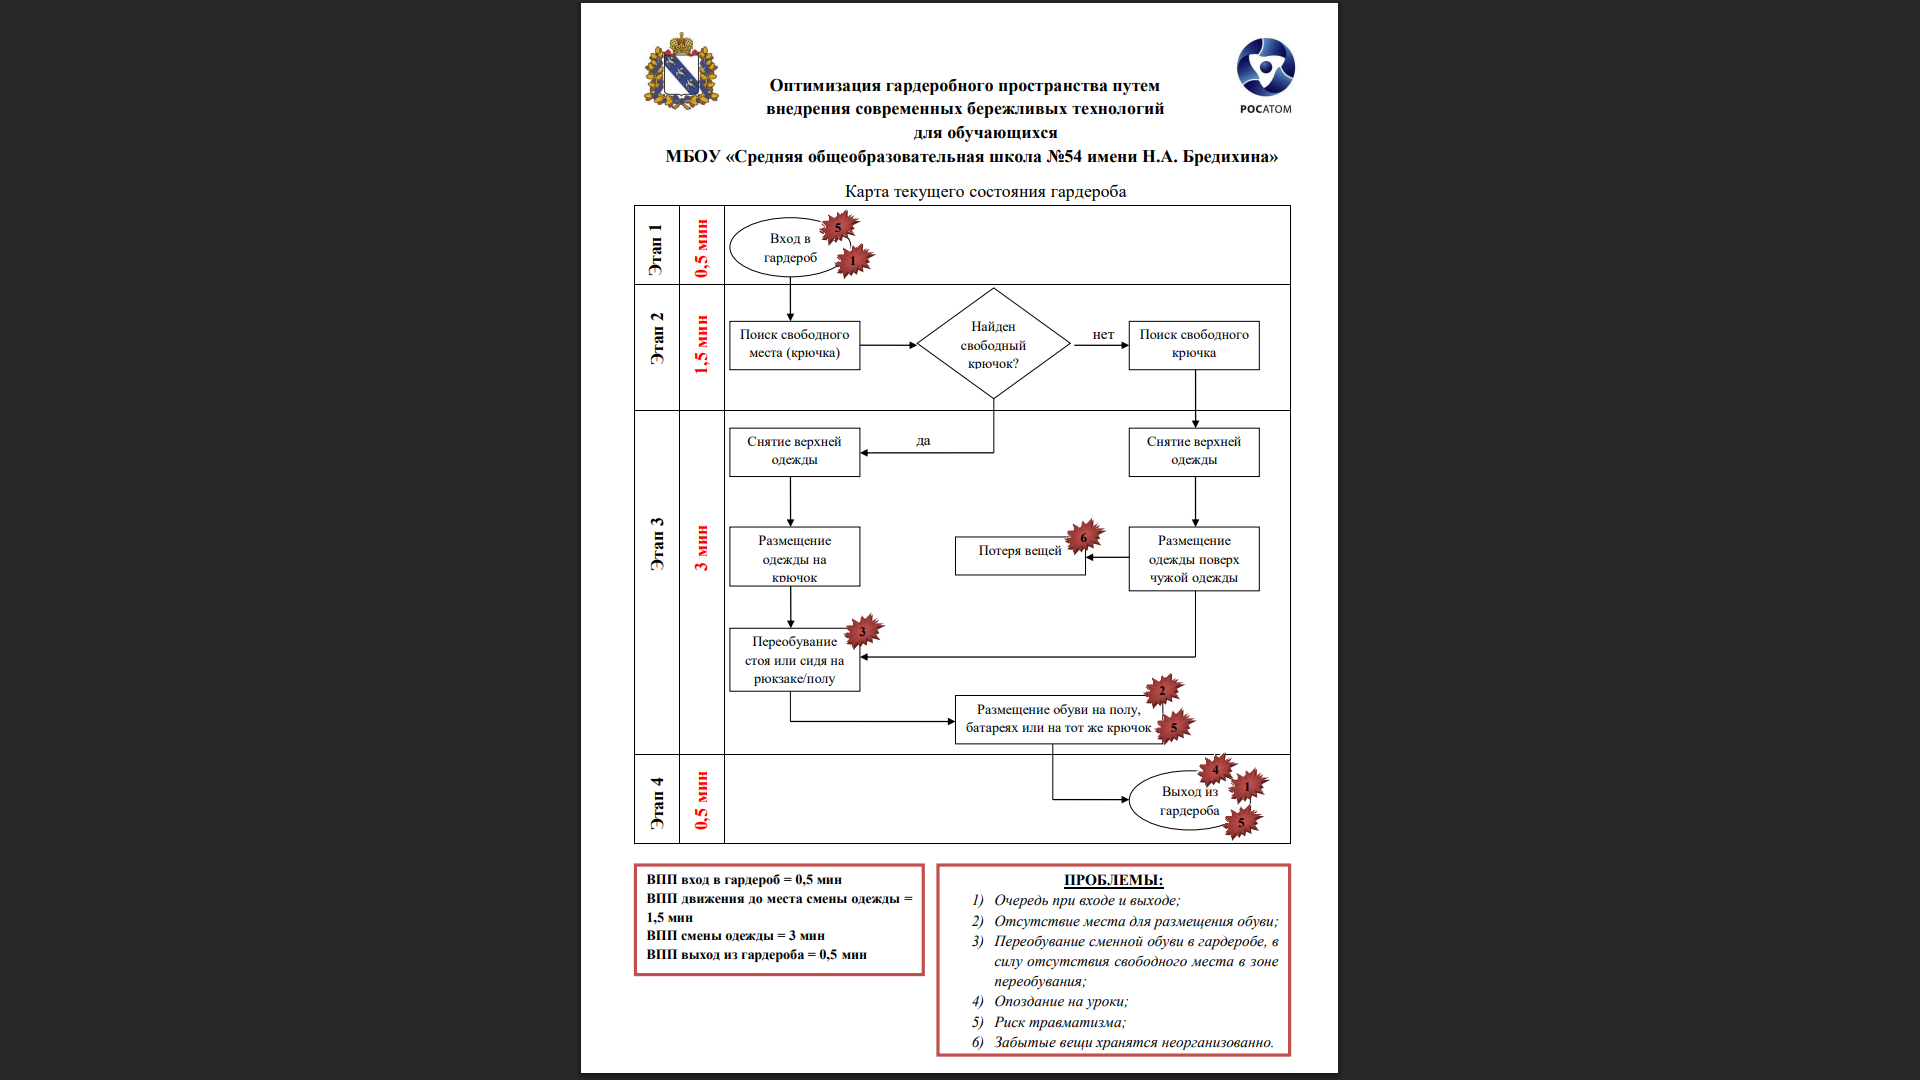 Оптимизация гардеробного пространства путем
внедрения современных бережливых технологий
для обучающихся
МБОУ «Средняя общеобразовательная школа №54 имени Н.А. Бредихина»
РОСАТОМ
Карта текущего состояния гардероба
Этап 1
0,5 мин
Вход в
гардероб
5
1
Этап 2
1,5 мин
Поиск свободного
места (крючка)
Найден
свободный
крючок?
нет
Поиск свободного
крючка
Этап 3
3 мин
Снятие верхней
одежды
да
Снятие верхней
одежды
Размещение
одежды на
крючок
Потеря вещей
6
Размещение
одежды поверх
чужой одежды
Переобувание
стоя или сидя на
рюкзаке/полу
3
Размещение обуви на полу,
батареях или на тот же крючок
2
5
Этап 4
0,5 мин
Выход из
гардероба
4
1
5
ВПП вход в гардероб = 0,5 мин
ВПП движения до места смены одежды =
1,5 мин
ВПП смены одежды = 3 мин
ВПП выход из гардероба = 0,5 мин
ПРОБЛЕМЫ:
1) Очередь при входе и выходе;
2) Отсутствие места для размещения обуви;
3) Переобувание сменной обуви в гардеробе, в
силу отсутствия свободного места в зоне
переобувания;
4) Опоздание на уроки;
5) Риск травматизма;
6) Забытые вещи хранятся неорганизованно.